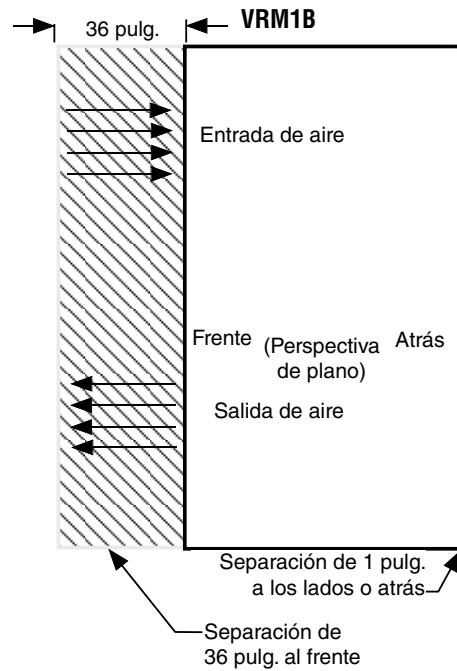 36 pulg.
VRM1B
Entrada de aire
Frente
(Perspectiva
de plano)
Atrás
Salida de aire
Separación de 1 pulg.
a los lados o atrás
Separación de
36 pulg. al frente